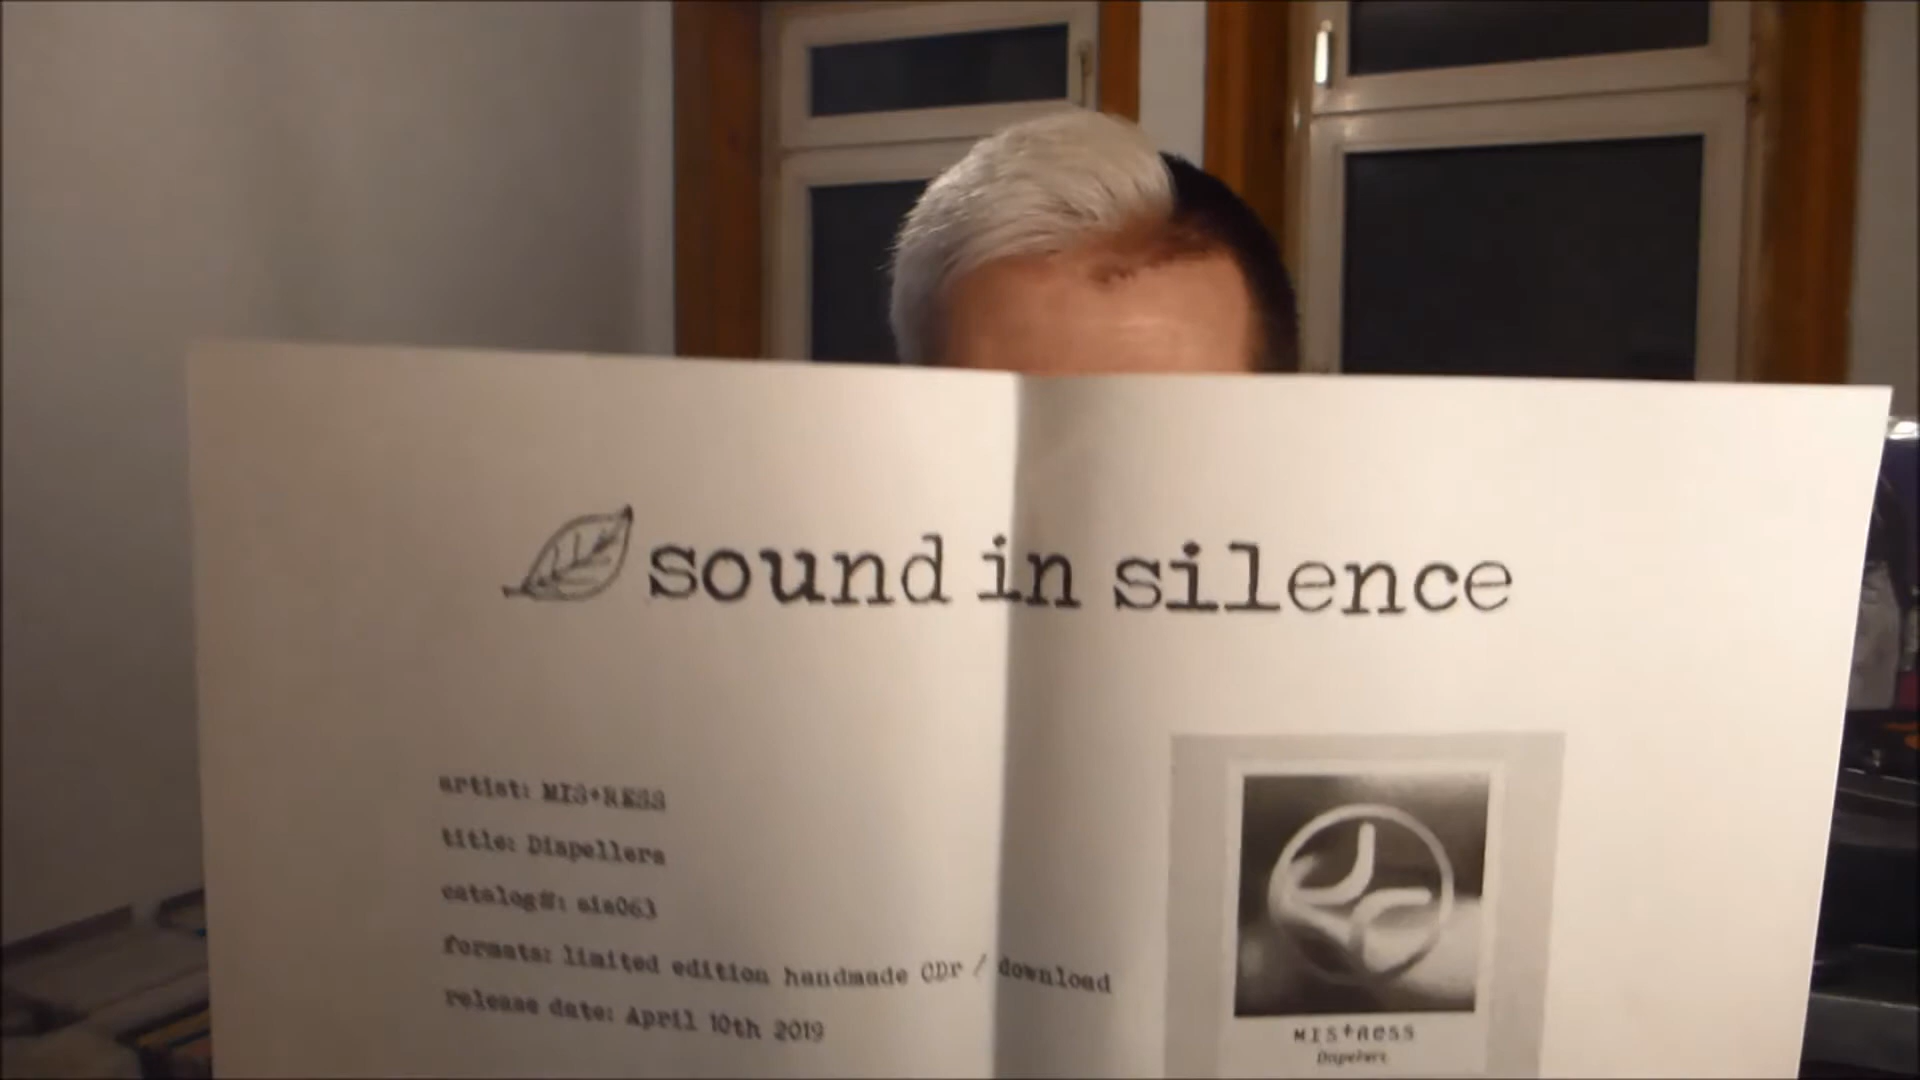 sound in silence
artist: MIS+RESS
title: Dispellers
catalog#: sis063
formats: limited edition handmade CDr / download
release date: April 10th 2019
MIS+RESS
Dispellers